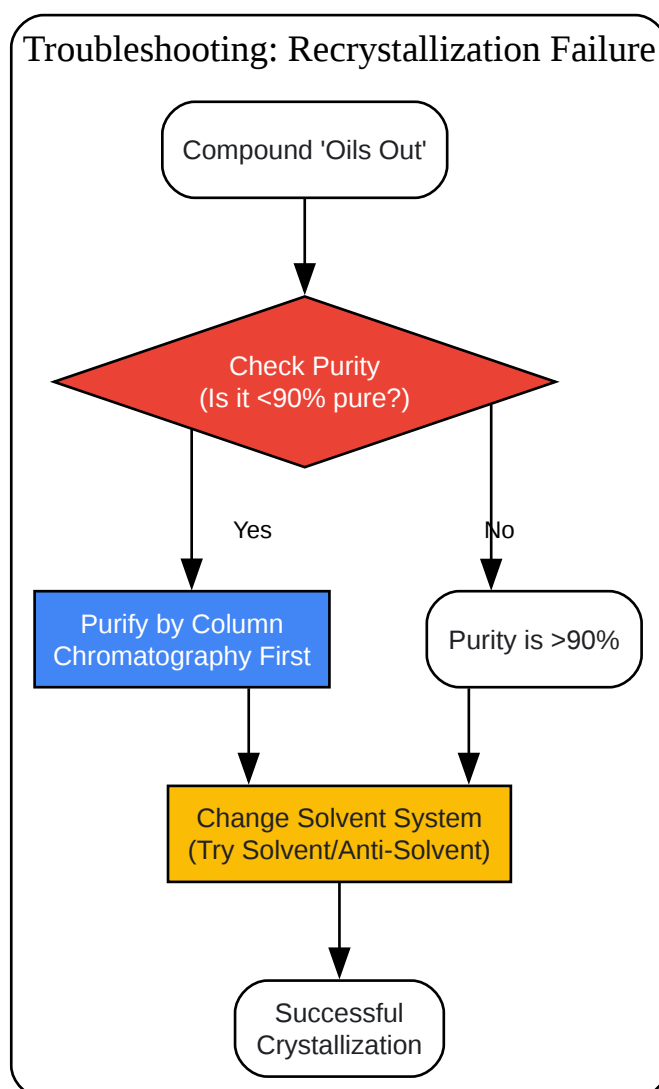 Troubleshooting: Recrystallization Failure
Compound 'Oils Out'
Check Purity
(Is it <90% pure?)
Yes
No
Purify by Column
Chromatography First
Purity is >90%
Change Solvent System
(Try Solvent/Anti-Solvent)
Successful
Crystallization